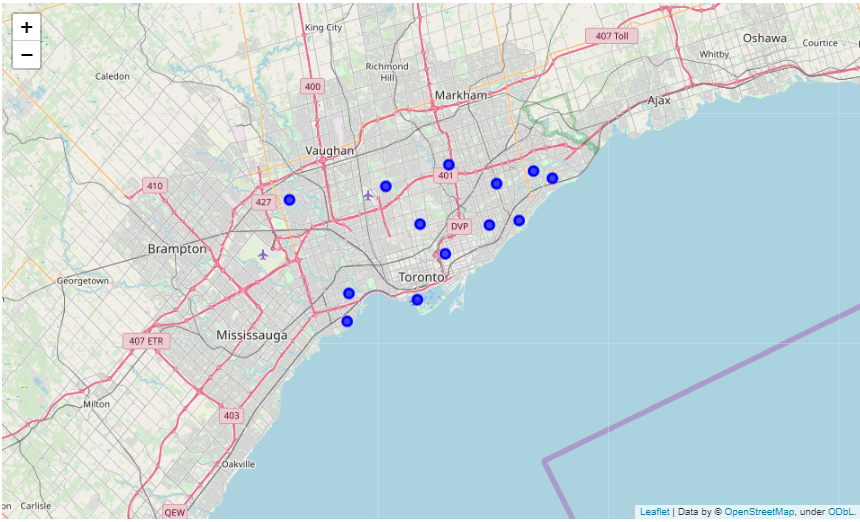 +
−
King City
407 Toll
Oshawa
Courtice
Whitby
Richmond
Hill
Caledon
400
Markham
Ajax
Vaughan
401
410
427
DVP
Brampton
Toronto
Georgetown
Mississauga
407 ETR
Milton
403
Oakville
Carlisle
QEW
Leaflet | Data by © OpenStreetMap, under ODbL.